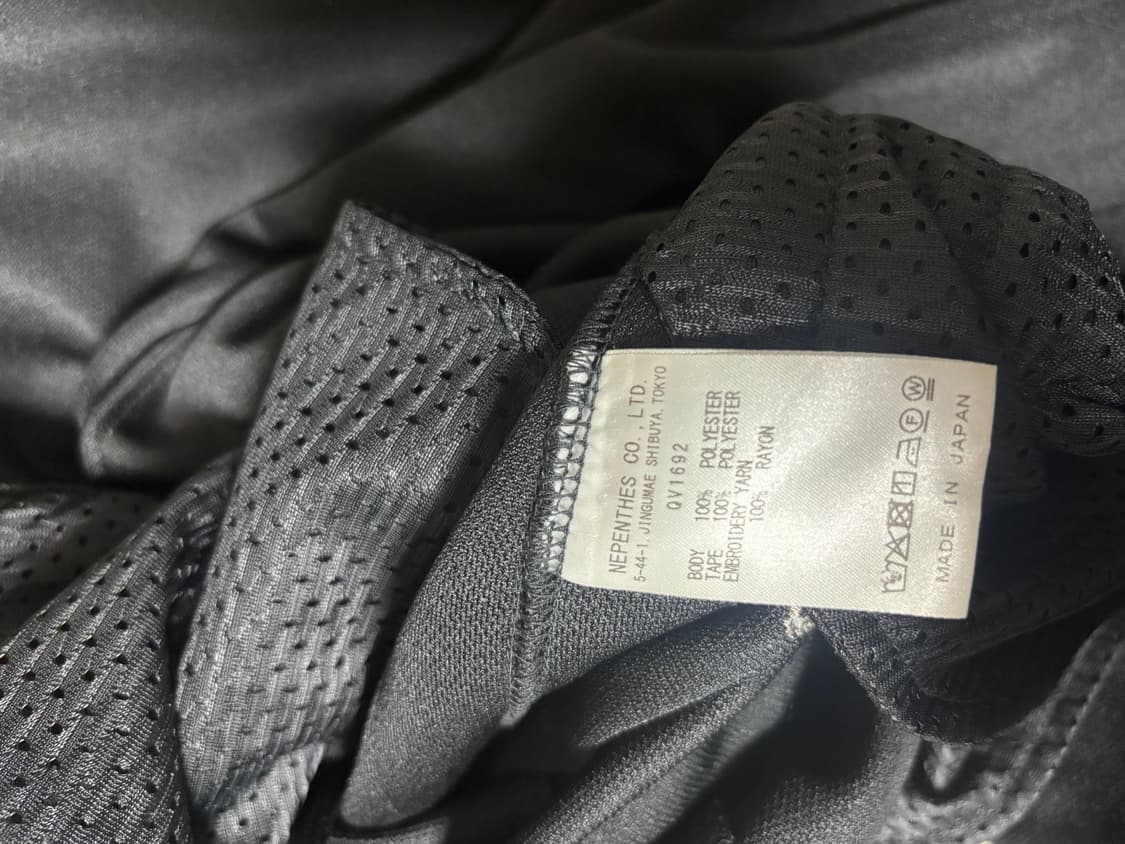 NEPENTHES CO., LTD.
5-44-1, JINGUMAE SHIBUYA, TOKYO
QV1692
BODY 100% POLYESTER
TAPE 100% POLYESTER
EMBROIDERY YARN
100% RAYON
F W
MADE IN JAPAN